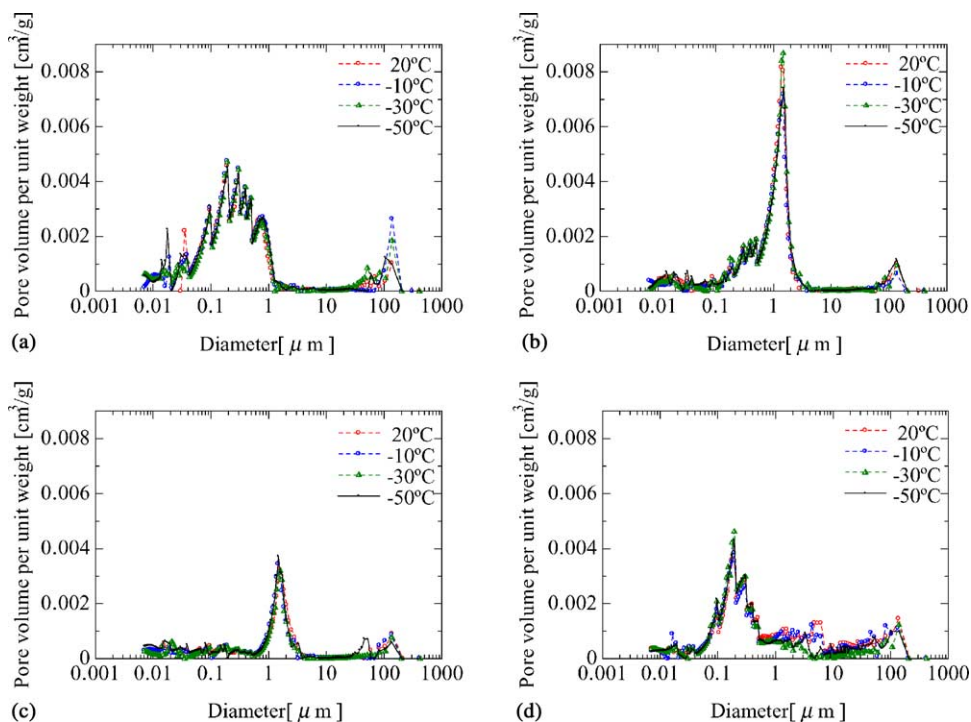 (a)
Pore volume per unit weight [cm³/g]
0.008
0.006
0.004
0.002
0
20ºC
-10ºC
-30ºC
-50ºC
0.001 0.01 0.1 1 10 100 1000
Diameter[ μ m ]
(b)
Pore volume per unit weight [cm³/g]
0.008
0.006
0.004
0.002
0
20ºC
-10ºC
-30ºC
-50ºC
0.001 0.01 0.1 1 10 100 1000
Diameter[ μ m ]
(c)
Pore volume per unit weight [cm³/g]
0.008
0.006
0.004
0.002
0
20ºC
-10ºC
-30ºC
-50ºC
0.001 0.01 0.1 1 10 100 1000
Diameter[ μ m ]
(d)
Pore volume per unit weight [cm³/g]
0.008
0.006
0.004
0.002
0
20ºC
-10ºC
-30ºC
-50ºC
0.001 0.01 0.1 1 10 100 1000
Diameter[ μ m ]